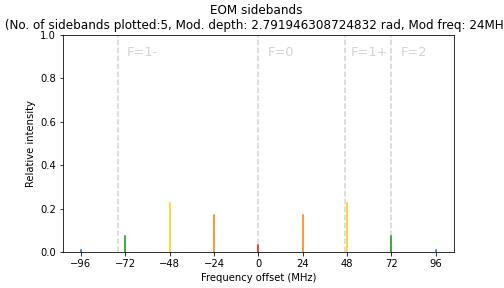 EOM sidebands
(No. of sidebands plotted:5, Mod. depth: 2.791946308724832 rad, Mod freq: 24MH
1.0
F=1-
F=0
F=1+
F=2
0.8
0.6
0.4
0.2
0.0
Relative intensity
−96
−72
−48
−24
0
24
48
72
96
Frequency offset (MHz)